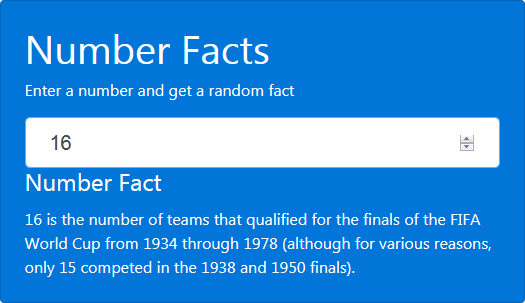 Number Facts
Enter a number and get a random fact
16
Number Fact
16 is the number of teams that qualified for the finals of the FIFA
World Cup from 1934 through 1978 (although for various reasons,
only 15 competed in the 1938 and 1950 finals).